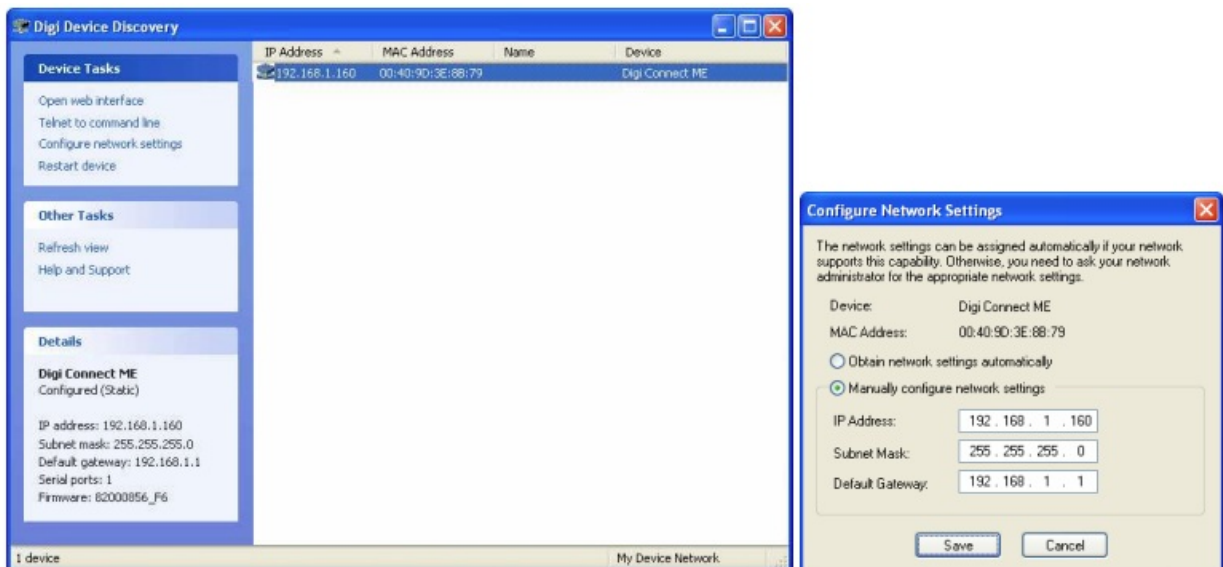 Digi Device Discovery
IP Address MAC Address Name Device
Device Tasks
192.168.1.160 00:40:9D:3E:8B:79 Digi Connect ME
Open web interface
Telnet to command line
Configure network settings
Restart device
Other Tasks
Refresh view
Help and Support
Details
Digi Connect ME
Configured (Static)
IP address: 192.168.1.160
Subnet mask: 255.255.255.0
Default gateway: 192.168.1.1
Serial ports: 1
Firmware: 82000856_F6
1 device My Device Network
Configure Network Settings
The network settings can be assigned automatically if your network
supports this capability. Otherwise, you need to ask your network
administrator for the appropriate network settings.
Device: Digi Connect ME
MAC Address: 00:40:9D:3E:8B:79
Obtain network settings automatically
Manually configure network settings
IP Address: 192 . 168 . 1 . 160
Subnet Mask: 255 . 255 . 255 . 0
Default Gateway: 192 . 168 . 1 . 1
Save Cancel